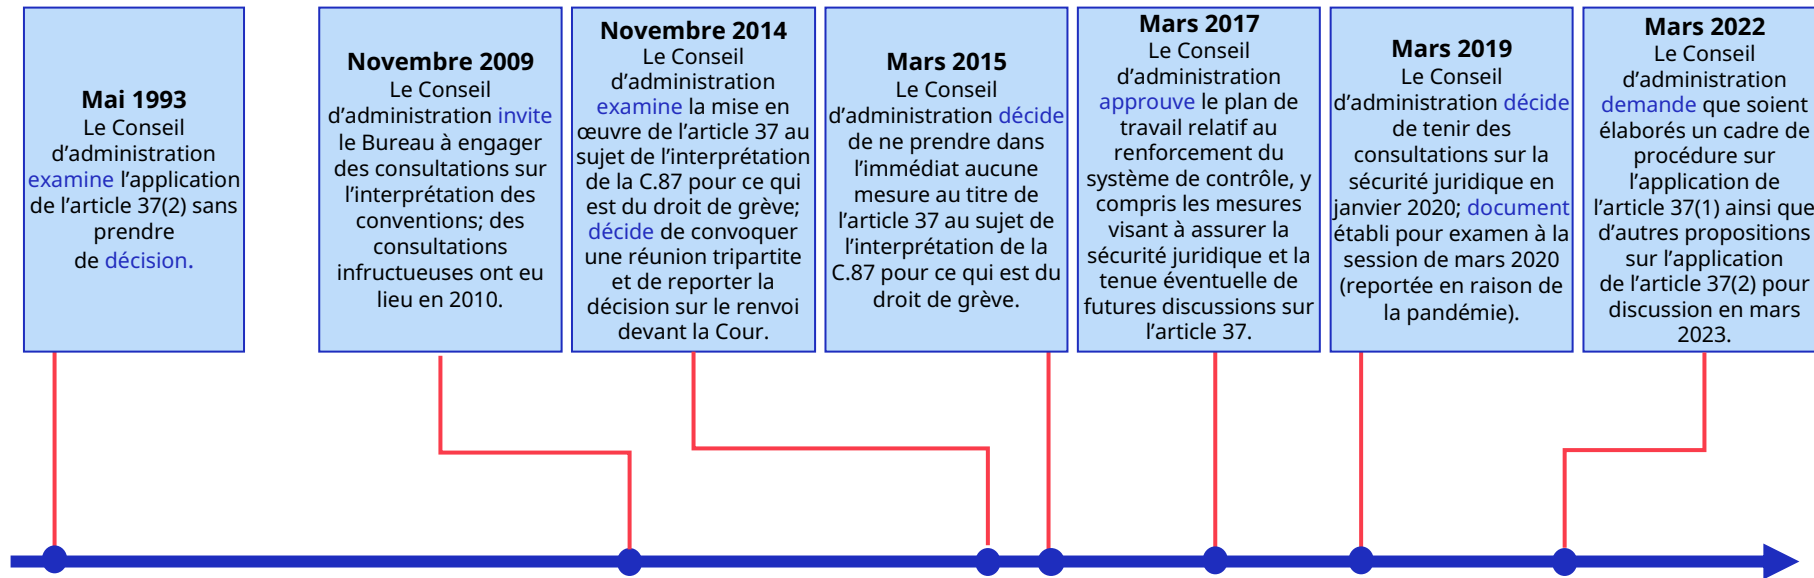 Mai 1993
Le Conseil
d’administration
examine l’application
de l’article 37(2) sans
prendre
de décision.
Novembre 2009
Le Conseil
d’administration invite
le Bureau à engager
des consultations sur
l’interprétation des
conventions; des
consultations
infructueuses ont eu
lieu en 2010.
Novembre 2014
Le Conseil
d’administration
examine la mise en
œuvre de l’article 37 au
sujet de l’interprétation
de la C.87 pour ce qui
est du droit de grève;
décide de convoquer
une réunion tripartite
et de reporter la
décision sur le renvoi
devant la Cour.
Mars 2015
Le Conseil
d’administration décide
de ne prendre dans
l’immédiat aucune
mesure au titre de
l’article 37 au sujet de
l’interprétation de la
C.87 pour ce qui est du
droit de grève.
Mars 2017
Le Conseil
d’administration
approuve le plan de
travail relatif au
renforcement du
système de contrôle, y
compris les mesures
visant à assurer la
sécurité juridique et la
tenue éventuelle de
futures discussions sur
l’article 37.
Mars 2019
Le Conseil
d’administration décide
de tenir des
consultations sur la
sécurité juridique en
janvier 2020; document
établi pour examen à la
session de mars 2020
(reportée en raison de
la pandémie).
Mars 2022
Le Conseil
d’administration
demande que soient
élaborés un cadre de
procédure sur
l’application de
l’article 37(1) ainsi que
d’autres propositions
sur l’application
de l’article 37(2) pour
discussion en mars
2023.